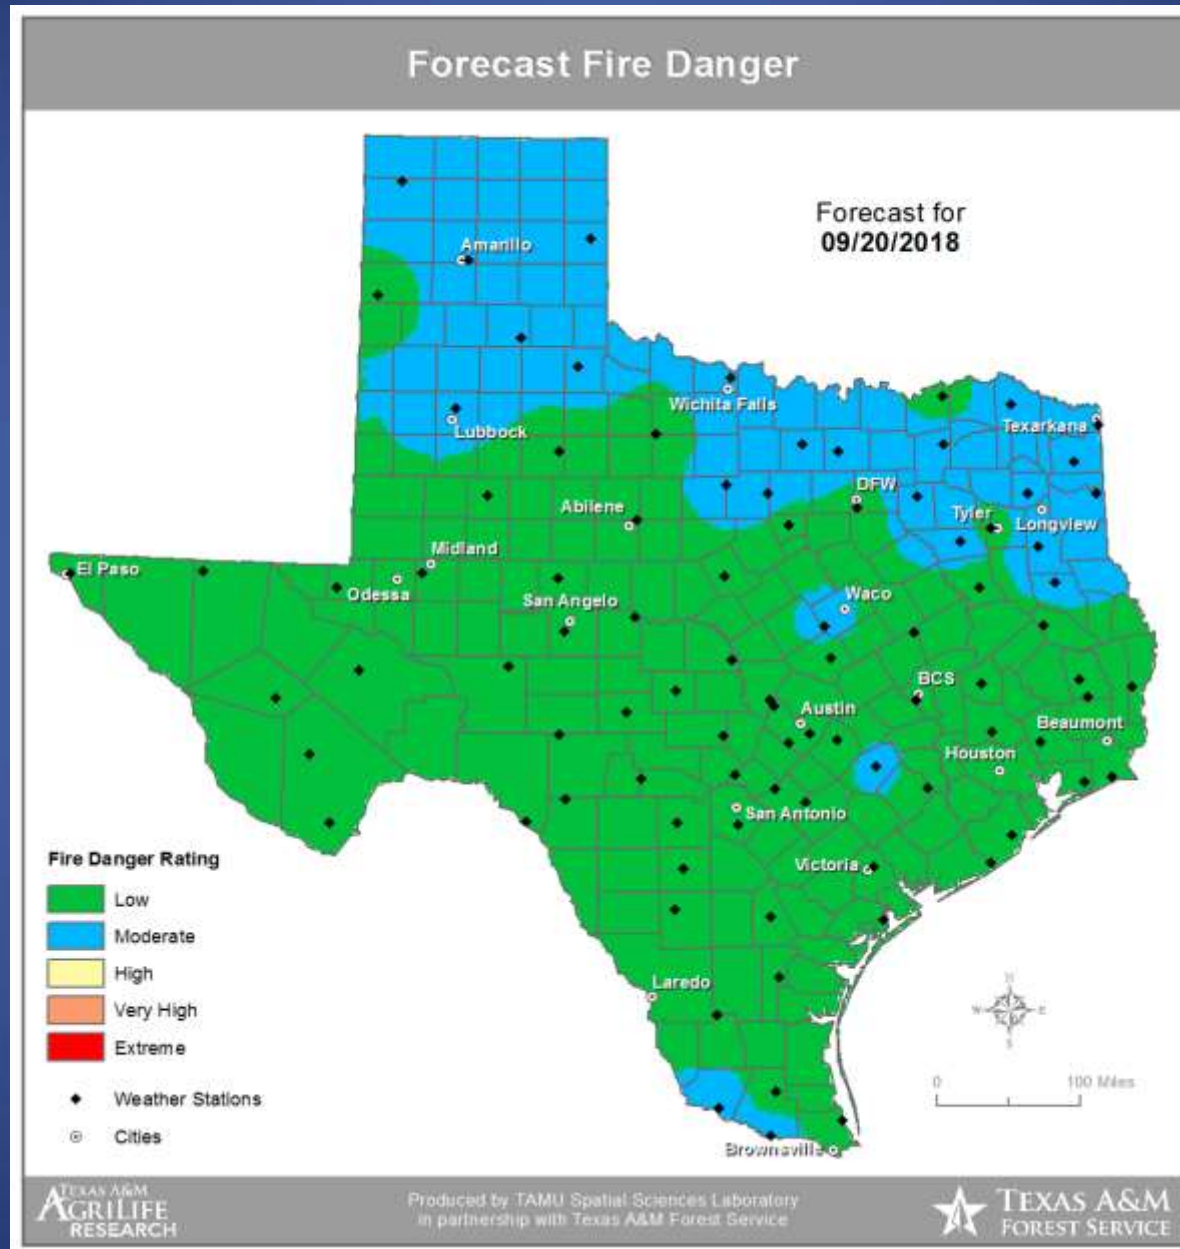 Forecast Fire Danger
Forecast for
09/20/2018
Amarillo
Wichita Falls
Lubbock
Texarkana
DFW
Abilene
Tyler
Longview
Midland
El Paso
Odessa
San Angelo
Waco
BCS
Austin
Beaumont
Houston
San Antonio
Victoria
Laredo
Brownsville
Fire Danger Rating
Low
Moderate
High
Very High
Extreme
Weather Stations
Cities
N
W E
S
0 100 Miles
TEXAS A&M
AGRILIFE
RESEARCH
Produced by TAMU Spatial Sciences Laboratory
in partnership with Texas A&M Forest Service
TEXAS A&M
FOREST SERVICE